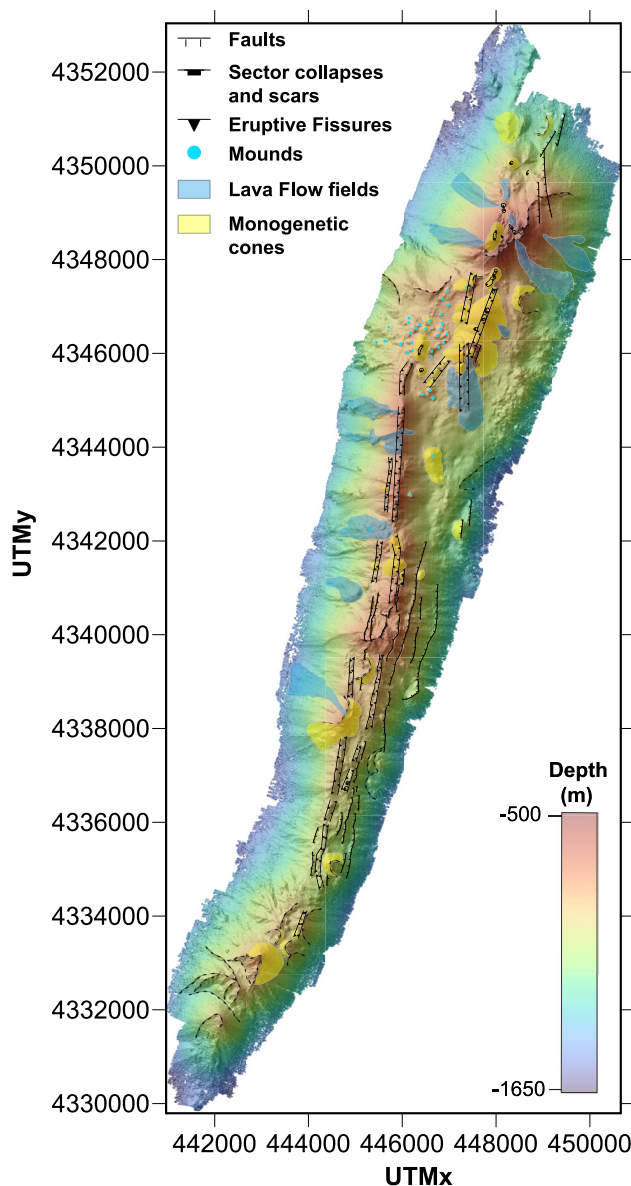 Faults
Sector collapses
and scars
Eruptive Fissures
Mounds
Lava Flow fields
Monogenetic
cones
4352000
4350000
4348000
4346000
4344000
4342000
4340000
4338000
4336000
4334000
4332000
4330000
UTMy
Depth
(m)
-500
-1650
442000 444000 446000 448000 450000
UTMx